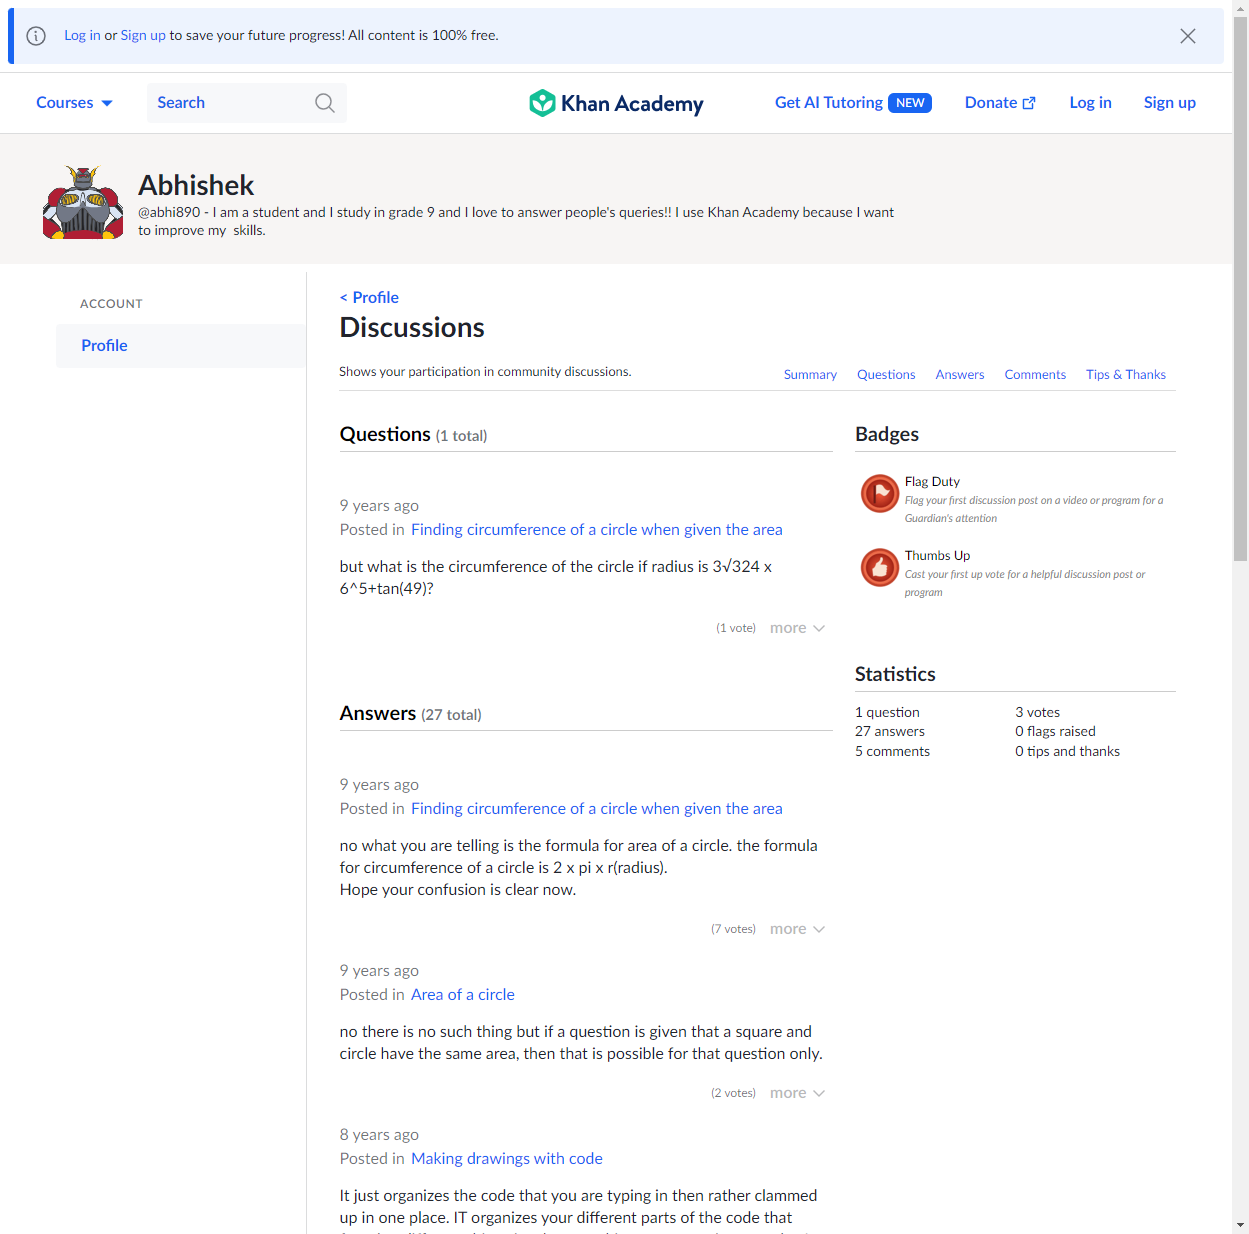 Log in or Sign up to save your future progress! All content is 100% free.
Courses
Search
Khan Academy
Get AI Tutoring NEW
Donate
Log in
Sign up
Abhishek
@abhi890 - I am a student and I study in grade 9 and I love to answer people's queries!! I use Khan Academy because I want
to improve my skills.
ACCOUNT
Profile
< Profile
Discussions
Shows your participation in community discussions.
Summary
Questions
Answers
Comments
Tips & Thanks
Questions (1 total)
9 years ago
Posted in Finding circumference of a circle when given the area
but what is the circumference of the circle if radius is 3√324 x
6^5+tan(49)?
(1 vote) more
Answers (27 total)
9 years ago
Posted in Finding circumference of a circle when given the area
no what you are telling is the formula for area of a circle. the formula
for circumference of a circle is 2 x pi x r(radius).
Hope your confusion is clear now.
(7 votes) more
9 years ago
Posted in Area of a circle
no there is no such thing but if a question is given that a square and
circle have the same area, then that is possible for that question only.
(2 votes) more
8 years ago
Posted in Making drawings with code
It just organizes the code that you are typing in then rather clammed
up in one place. IT organizes your different parts of the code that
Badges
Flag Duty
Flag your first discussion post on a video or program for a
Guardian's attention
Thumbs Up
Cast your first up vote for a helpful discussion post or
program
Statistics
1 question
3 votes
27 answers
0 flags raised
5 comments
0 tips and thanks